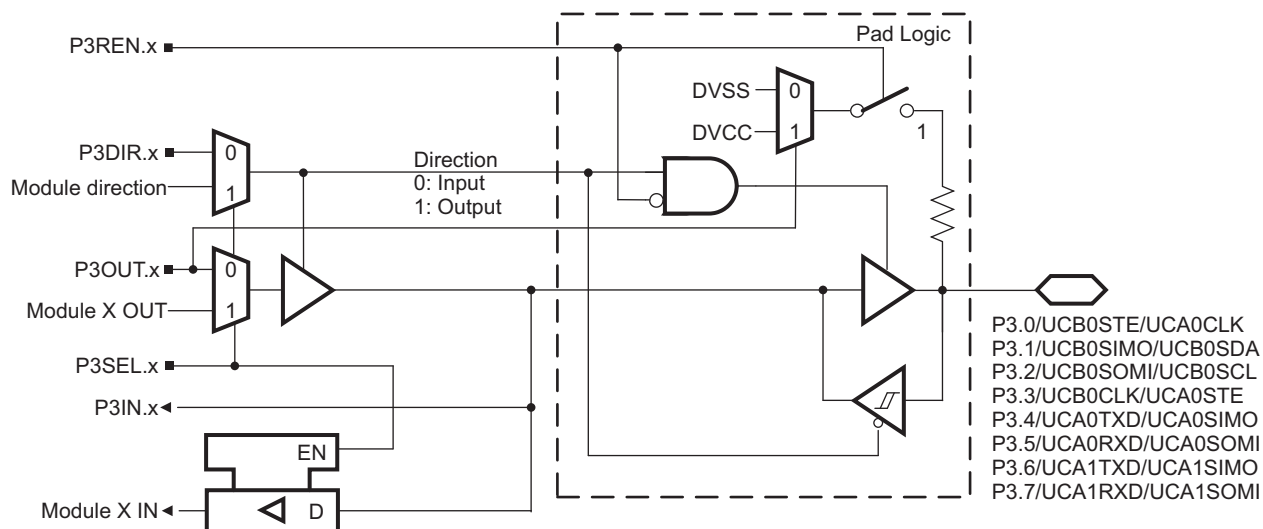 Pad Logic
P3REN.x
DVSS
0
DVCC
1
1
P3DIR.x
0
Module direction
1
Direction
0: Input
1: Output
P3OUT.x
0
Module X OUT
1
P3SEL.x
P3IN.x
EN
Module X IN
D
P3.0/UCB0STE/UCA0CLK
P3.1/UCB0SIMO/UCB0SDA
P3.2/UCB0SOMI/UCB0SCL
P3.3/UCB0CLK/UCA0STE
P3.4/UCA0TXD/UCA0SIMO
P3.5/UCA0RXD/UCA0SOMI
P3.6/UCA1TXD/UCA1SIMO
P3.7/UCA1RXD/UCA1SOMI